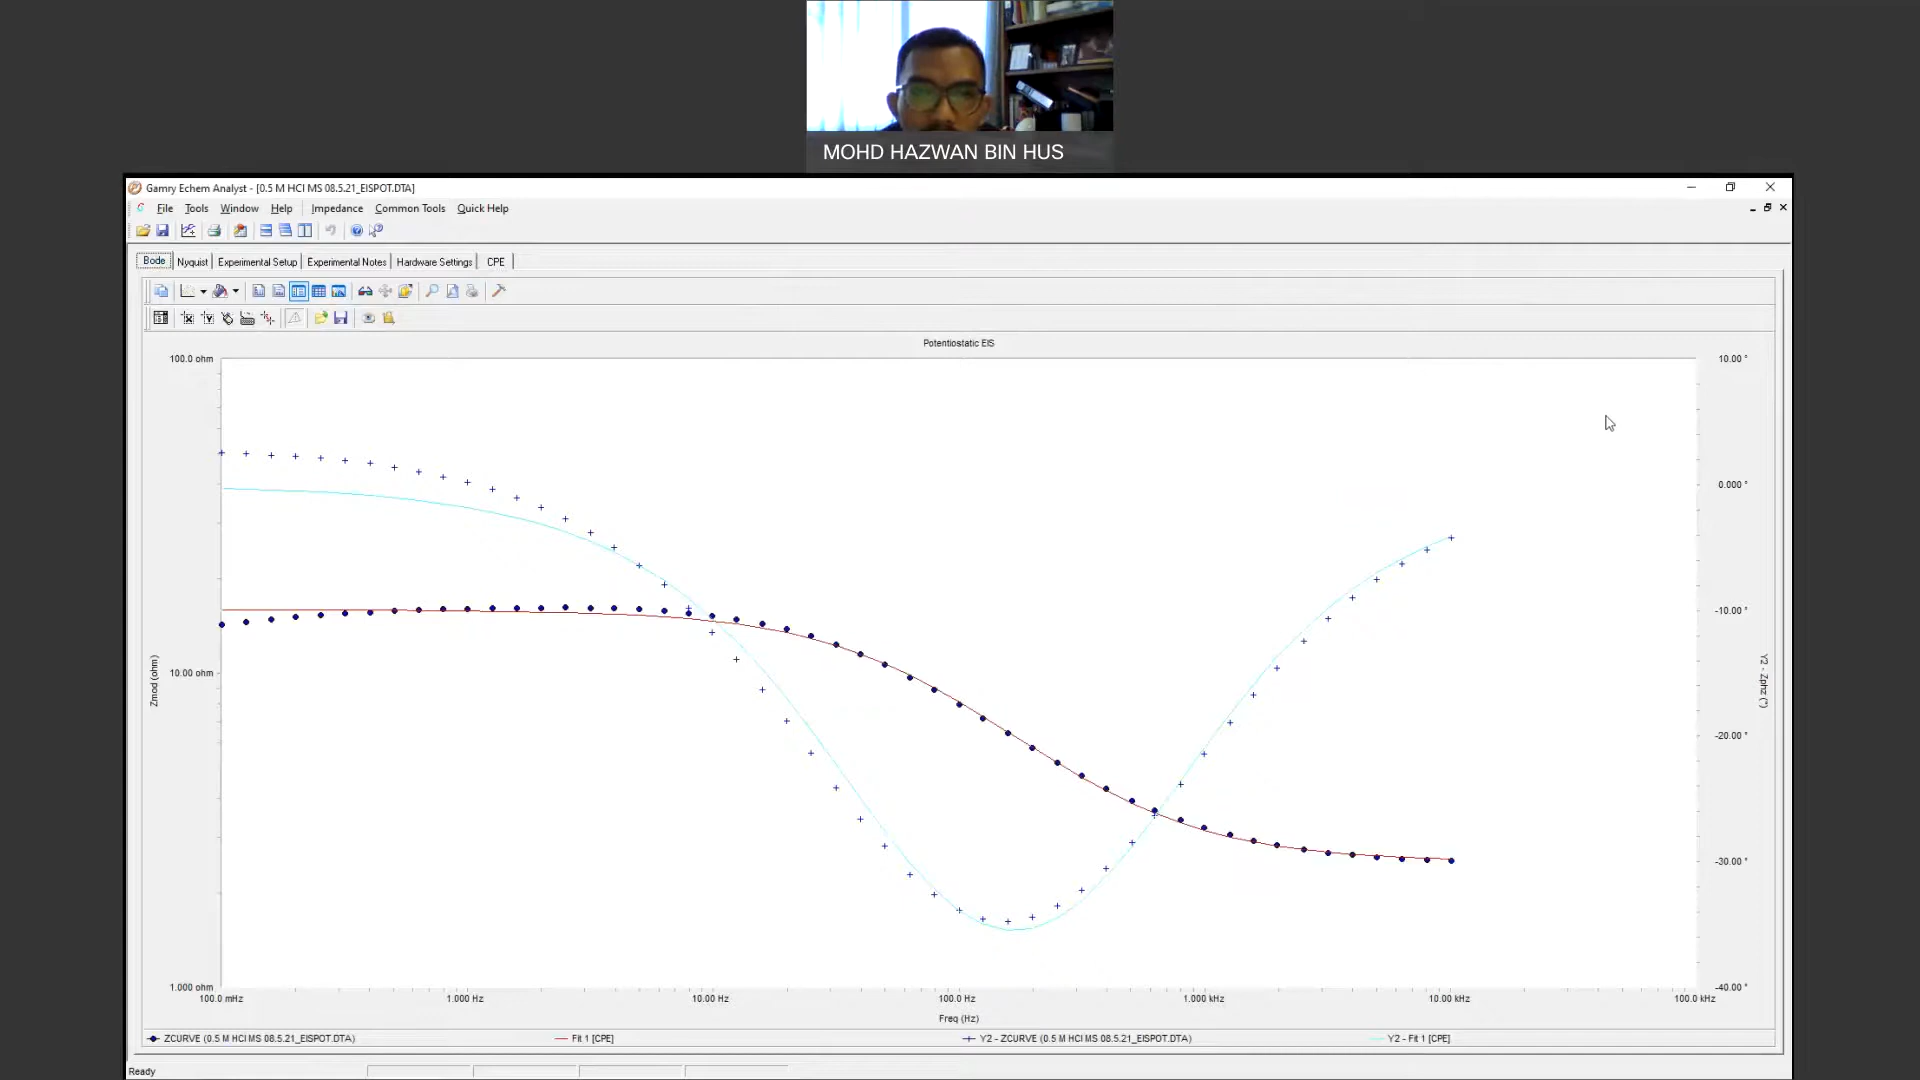 MOHD HAZWAN BIN HUS
Gamry Echem Analyst - [0.5 M HCl MS 08.5.21_EISPOT.DTA]
File Tools Window Help Impedance Common Tools Quick Help
Bode Nyquist Experimental Setup Experimental Notes Hardware Settings CPE
Potentiostatic EIS
100.0 ohm
10.00 °
0.000 °
-10.00 °
10.00 ohm
Zmod (ohm)
Y2 - Zphz (°)
-20.00 °
-30.00 °
1.000 ohm
-40.00 °
100.0 mHz 1.000 Hz 10.00 Hz 100.0 Hz 1.000 kHz 10.00 kHz 100.0 kHz
Freq (Hz)
ZCURVE (0.5 M HCl MS 08.5.21_EISPOT.DTA) Fit 1 [CPE] Y2 - ZCURVE (0.5 M HCl MS 08.5.21_EISPOT.DTA) Y2 - Fit 1 [CPE]
Ready